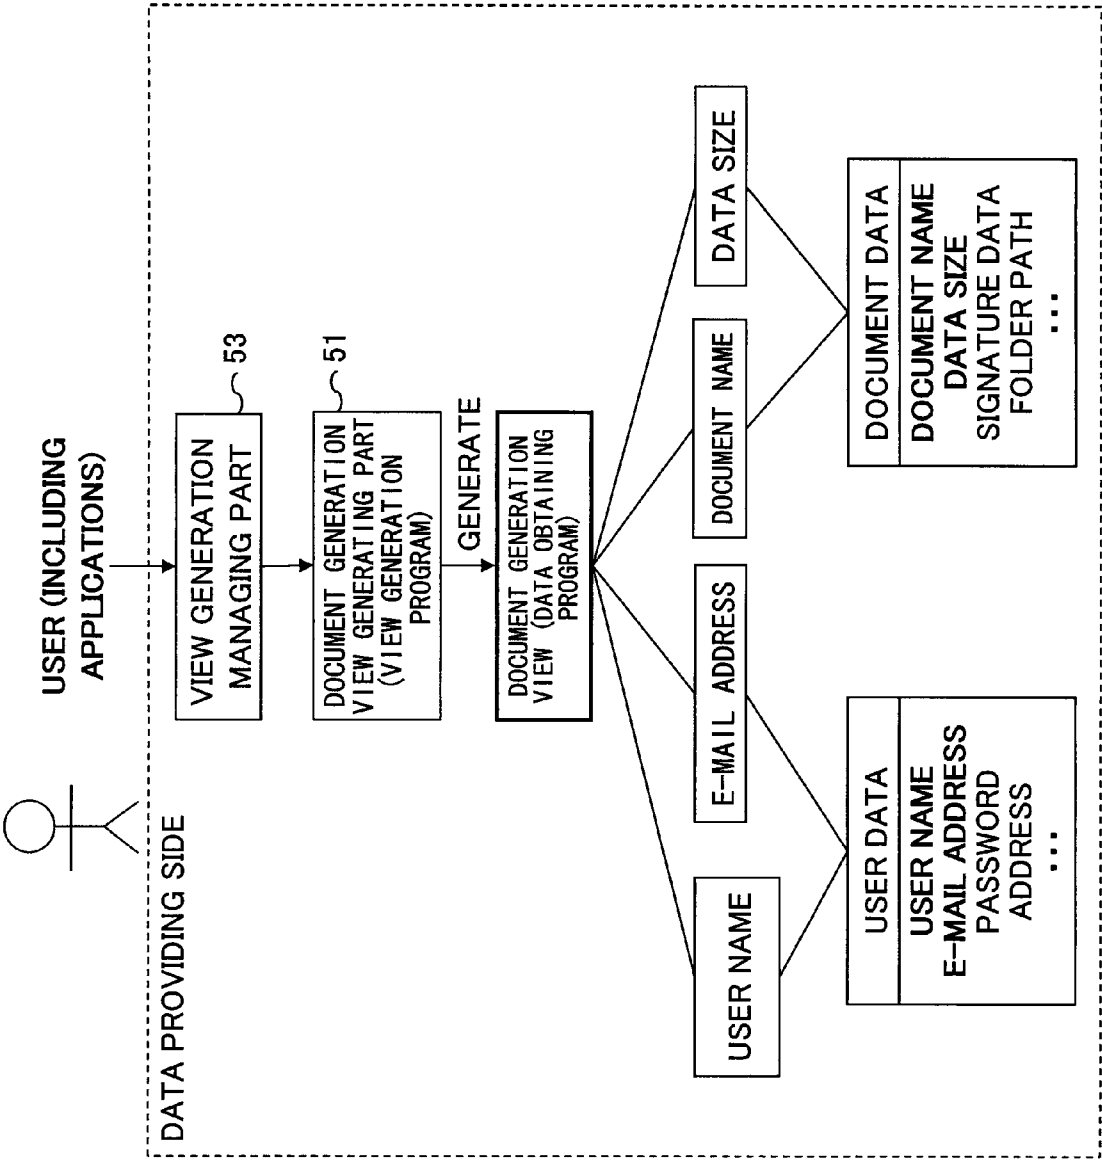 USER (INCLUDING
APPLICATIONS)
DATA PROVIDING SIDE
VIEW GENERATION
MANAGING PART
53
DOCUMENT GENERATION
VIEW GENERATING PART
(VIEW GENERATION
PROGRAM)
51
GENERATE
DOCUMENT GENERATION
VIEW (DATA OBTAINING
PROGRAM)
USER NAME
E-MAIL ADDRESS
DOCUMENT NAME
DATA SIZE
USER DATA
USER NAME
E-MAIL ADDRESS
PASSWORD
ADDRESS
...
DOCUMENT DATA
DOCUMENT NAME
DATA SIZE
SIGNATURE DATA
FOLDER PATH
...